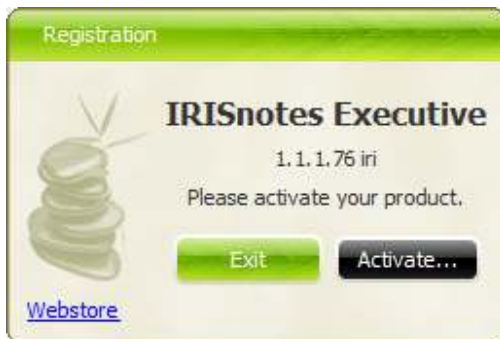 Registration
IRISnotes Executive
1.1.1.76 iri
Please activate your product.
Exit
Activate...
Webstore